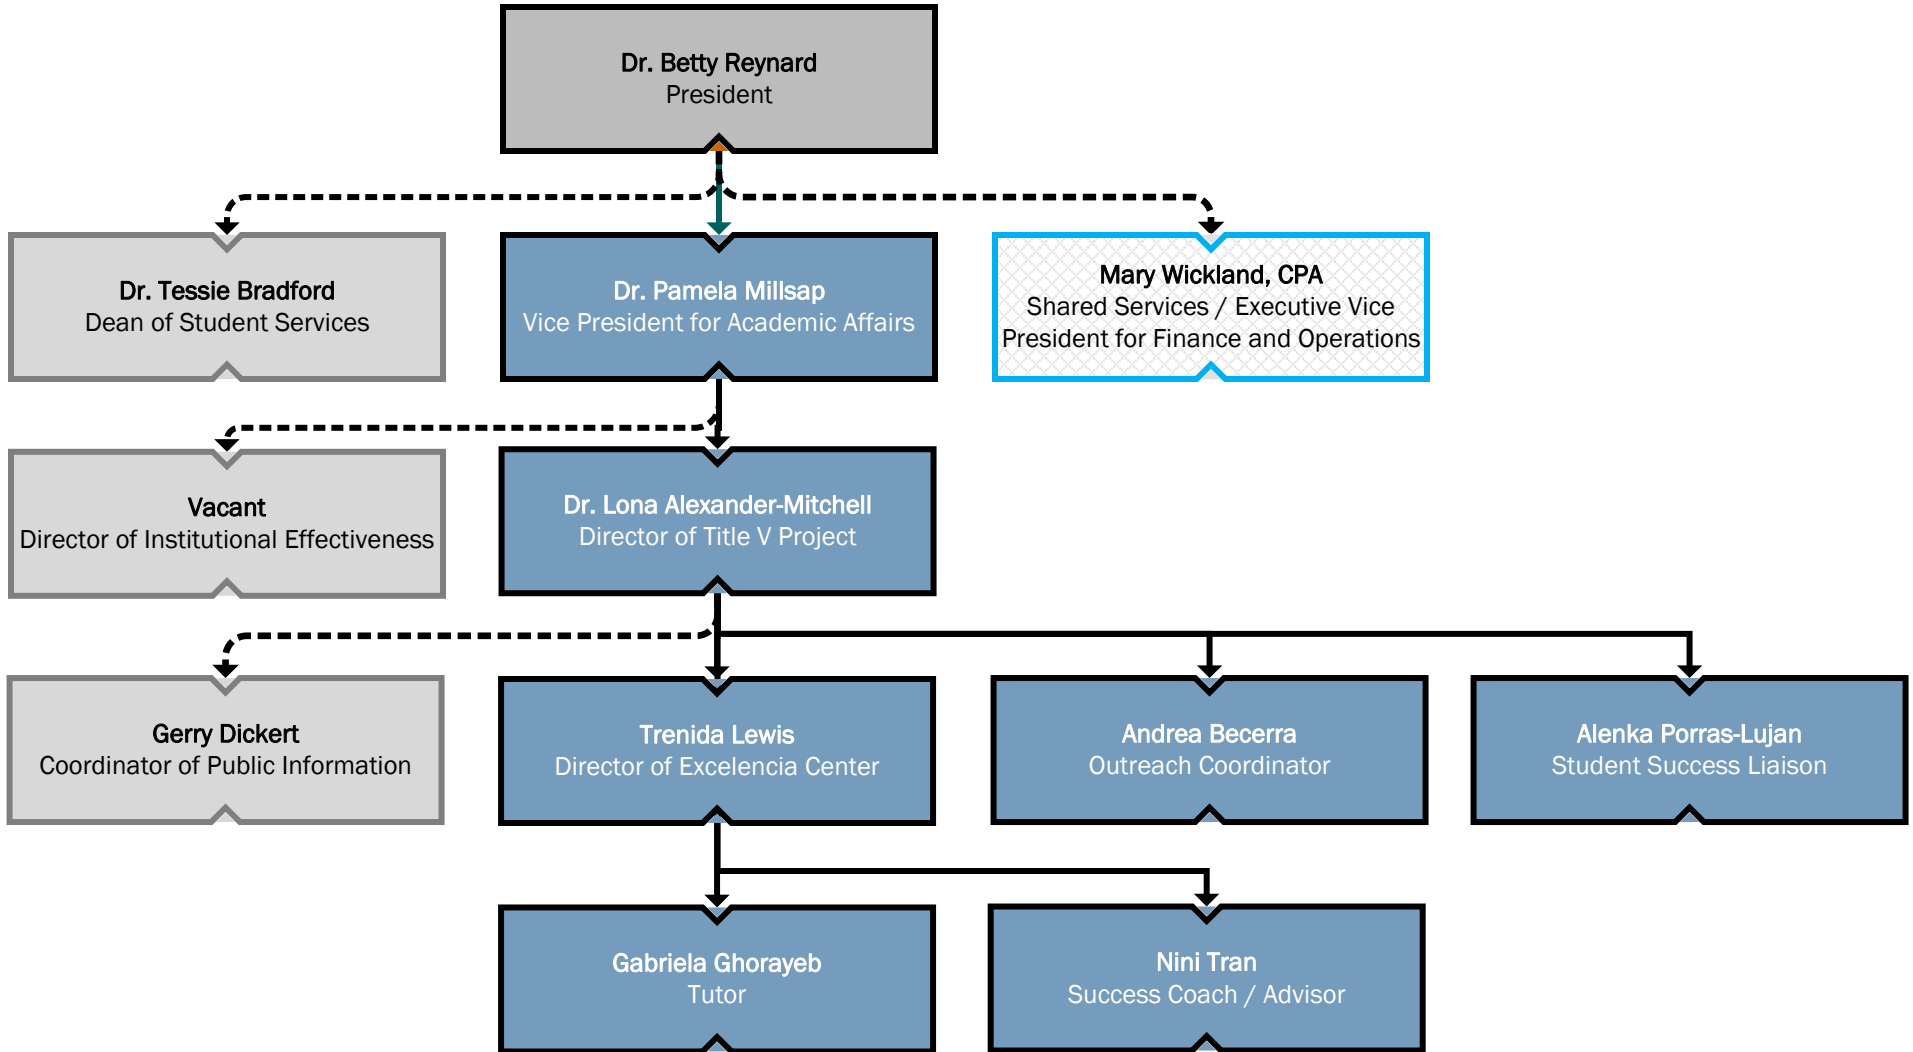 Dr. Betty Reynard
President
Dr. Tessie Bradford
Dean of Student Services
Dr. Pamela Millsap
Vice President for Academic Affairs
Mary Wickland, CPA
Shared Services / Executive Vice
President for Finance and Operations
Vacant
Director of Institutional Effectiveness
Dr. Lona Alexander-Mitchell
Director of Title V Project
Gerry Dickert
Coordinator of Public Information
Trenida Lewis
Director of Excelencia Center
Andrea Becerra
Outreach Coordinator
Alenka Porras-Lujan
Student Success Liaison
Gabriela Ghorayeb
Tutor
Nini Tran
Success Coach / Advisor